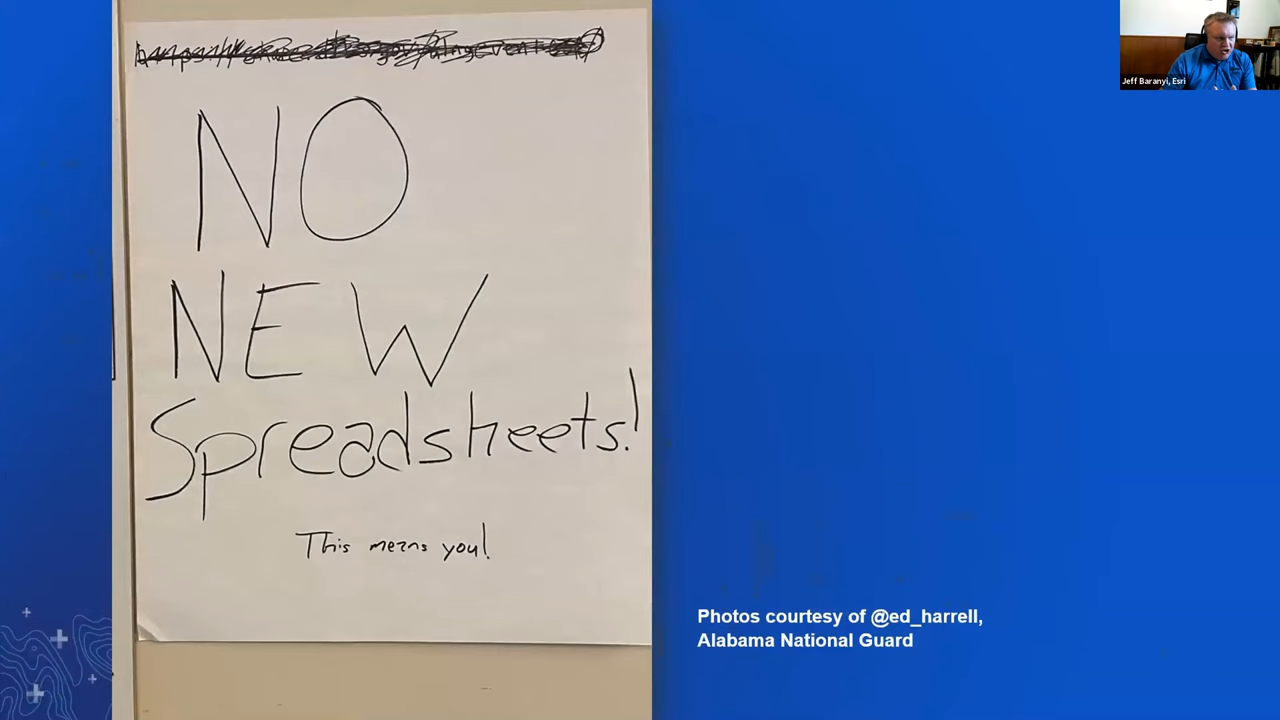 NO
NEW
Spreadsheets!
This means you!
Photos courtesy of @ed_harrell,
Alabama National Guard
Jeff Baranyi, Esri